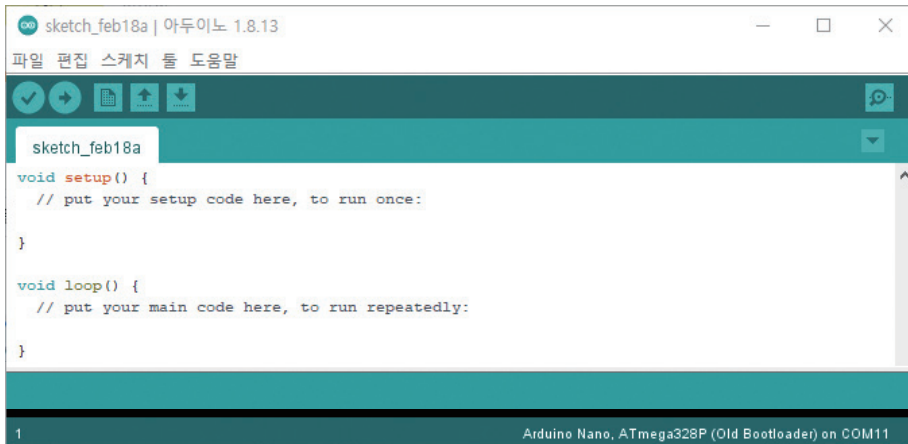 sketch_feb18a | 아두이노 1.8.13
파일 편집 스케치 툴 도움말
sketch_feb18a
void setup() {
  // put your setup code here, to run once:
}
void loop() {
  // put your main code here, to run repeatedly:
}
1 Arduino Nano, ATmega328P (Old Bootloader) on COM11